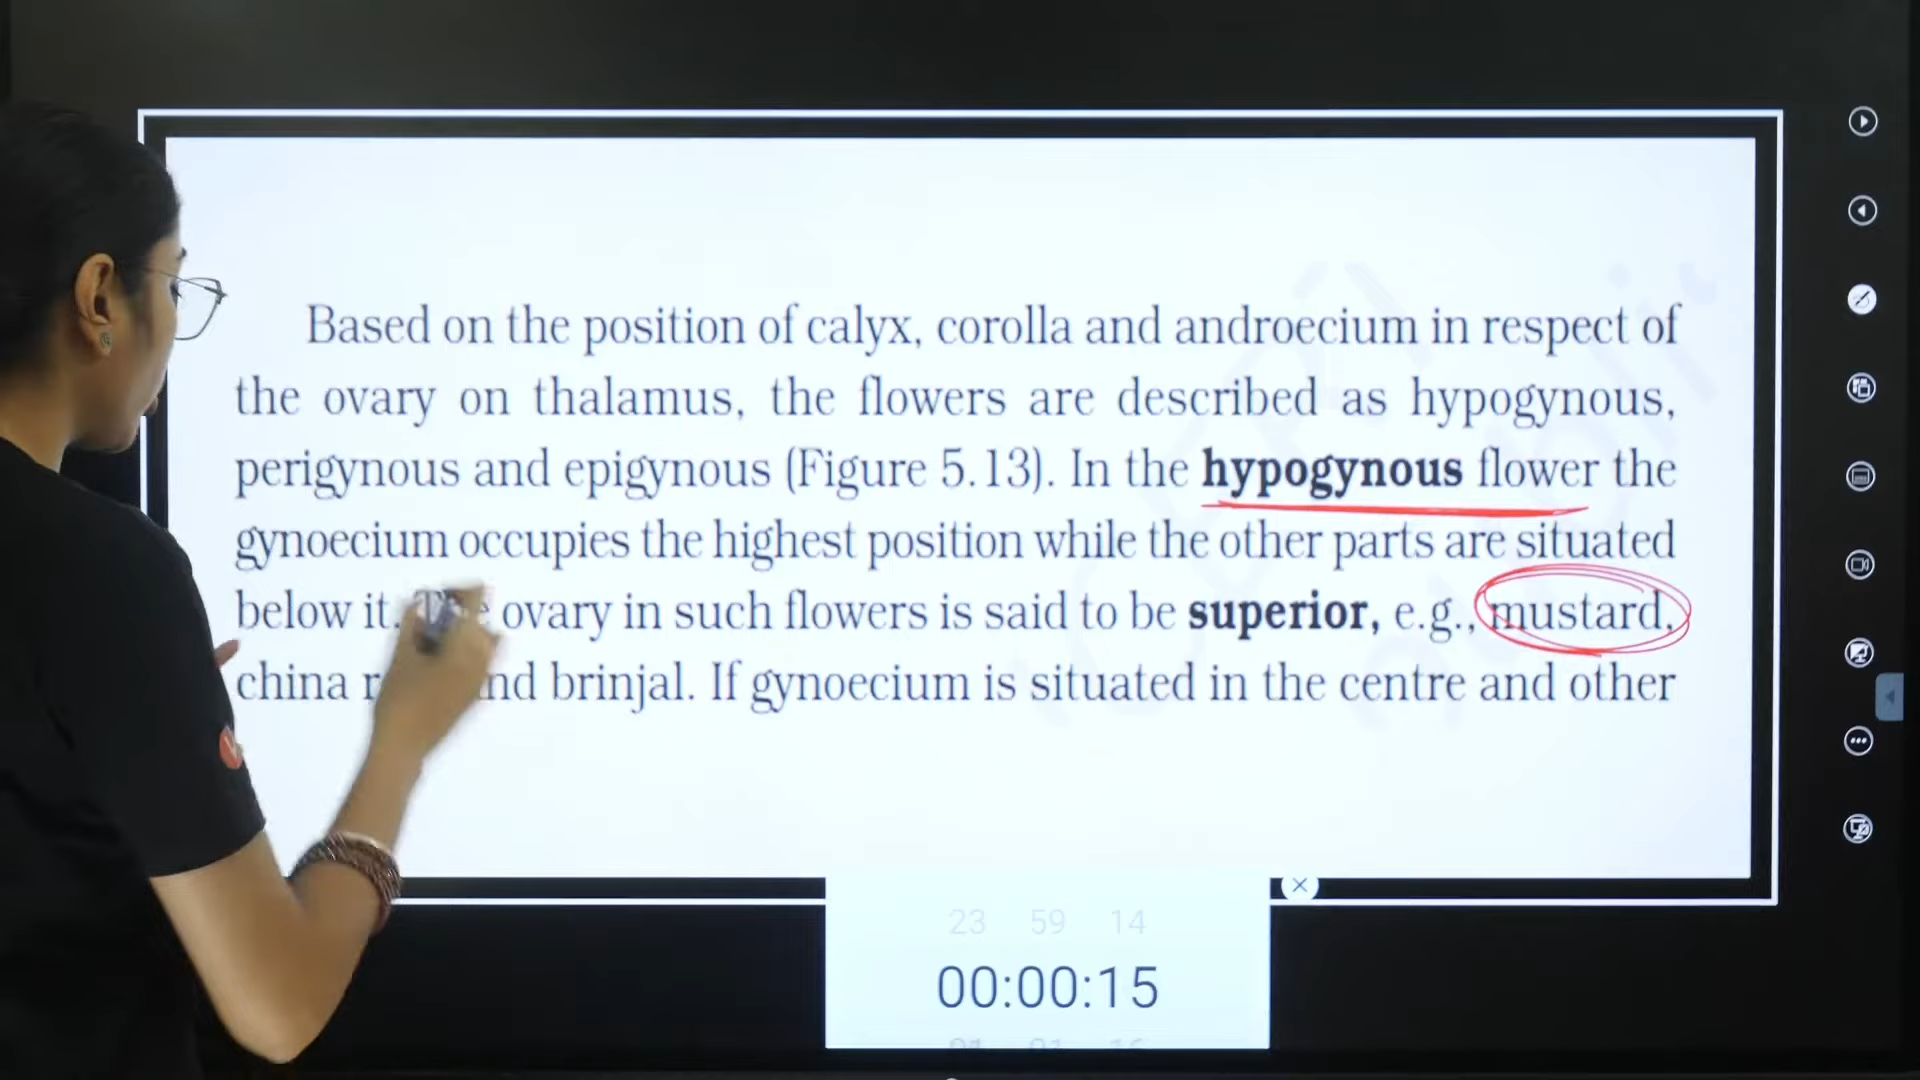 Based on the position of calyx, corolla and androecium in respect of
the ovary on thalamus, the flowers are described as hypogynous,
perigynous and epigynous (Figure 5.13). In the hypogynous flower the
gynoecium occupies the highest position while the other parts are situated
below it. ovary in such flowers is said to be superior, e.g., mustard,
china brinjal. If gynoecium is situated in the centre and other
23 59 14
00:00:15